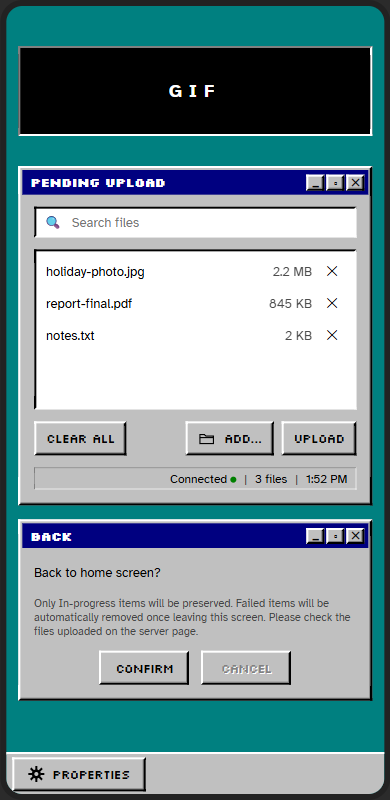 GIF
PENDING UPLOAD
Search files
holiday-photo.jpg 2.2 MB
report-final.pdf 845 KB
notes.txt 2 KB
CLEAR ALL ADD... UPLOAD
Connected | 3 files | 1:52 PM
BACK
Back to home screen?
Only In-progress items will be preserved. Failed items will be
automatically removed once leaving this screen. Please check the
files uploaded on the server page.
CONFIRM CANCEL
PROPERTIES